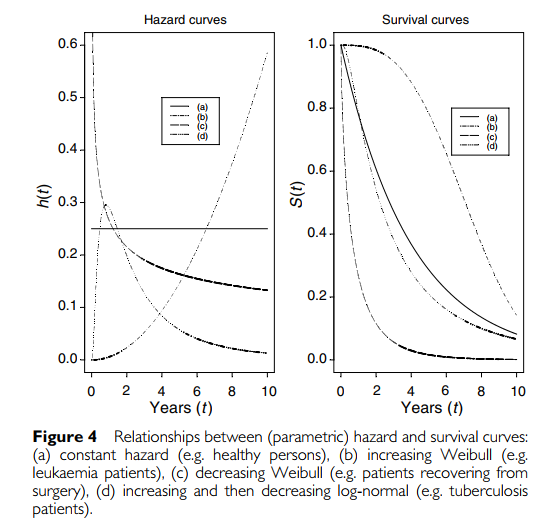 Hazard curves
0.6
0.5
0.4
0.3
0.2
0.1
0.0
h(t)
(a)
(b)
(c)
(d)
0 2 4 6 8 10
Years (t)
Survival curves
1.0
0.8
0.6
0.4
0.2
0.0
S(t)
(a)
(b)
(c)
(d)
0 2 4 6 8 10
Years (t)
Figure 4 Relationships between (parametric) hazard and survival curves:
(a) constant hazard (e.g. healthy persons), (b) increasing Weibull (e.g.
leukaemia patients), (c) decreasing Weibull (e.g. patients recovering from
surgery), (d) increasing and then decreasing log-normal (e.g. tuberculosis
patients).